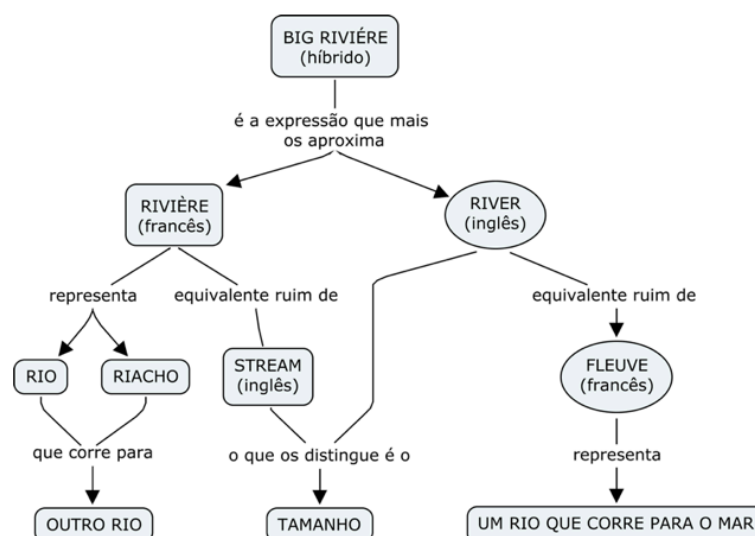 BIG RIVIÉRE
(híbrido)
é a expressão que mais
os aproxima
RIVIÈRE
(francês)
RIVER
(inglês)
representa
equivalente ruim de
equivalente ruim de
RIO
RIACHO
STREAM
(inglês)
FLEUVE
(francês)
que corre para
o que os distingue é o
representa
OUTRO RIO
TAMANHO
UM RIO QUE CORRE PARA O MAR